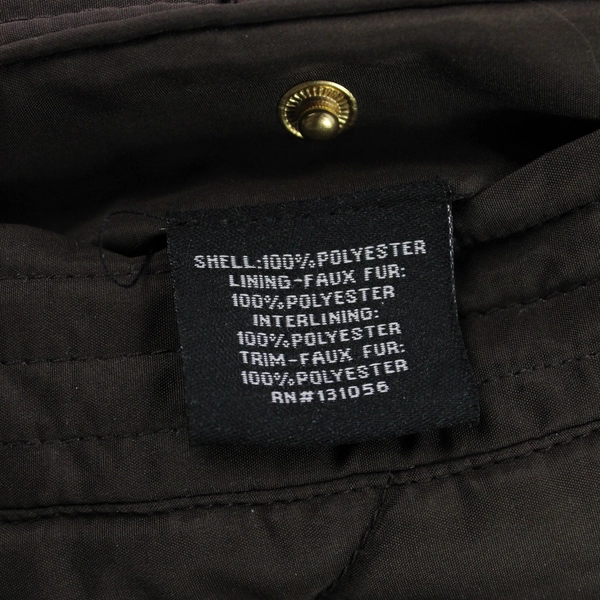 SHELL:100%POLYESTER
LINING-FAUX FUR:
100%POLYESTER
INTERLINING:
100%POLYESTER
TRIM-FAUX FUR:
100%POLYESTER
RN#131056